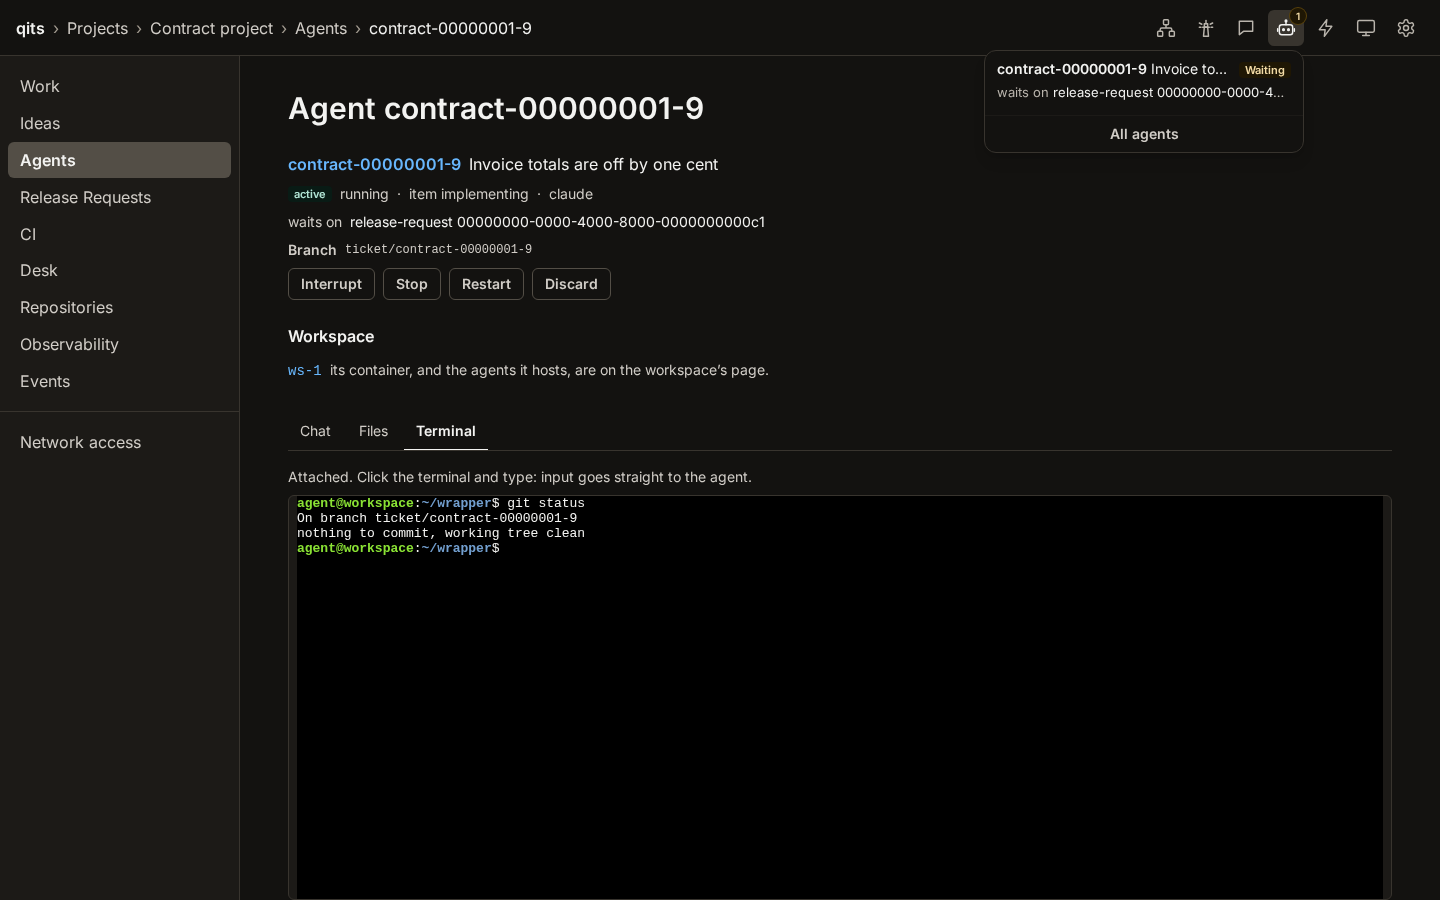 qits › Projects › Contract project › Agents › contract-00000001-9
1
contract-00000001-9 Invoice to... Waiting
waits on release-request 00000000-0000-4...
All agents
Work
Ideas
Agents
Release Requests
CI
Desk
Repositories
Observability
Events
Network access
Agent contract-00000001-9
contract-00000001-9 Invoice totals are off by one cent
active running · item implementing · claude
waits on release-request 00000000-0000-4000-8000-0000000000c1
Branch ticket/contract-00000001-9
Interrupt Stop Restart Discard
Workspace
ws-1 its container, and the agents it hosts, are on the workspace’s page.
Chat Files Terminal
Attached. Click the terminal and type: input goes straight to the agent.
agent@workspace:~/wrapper$ git status
On branch ticket/contract-00000001-9
nothing to commit, working tree clean
agent@workspace:~/wrapper$